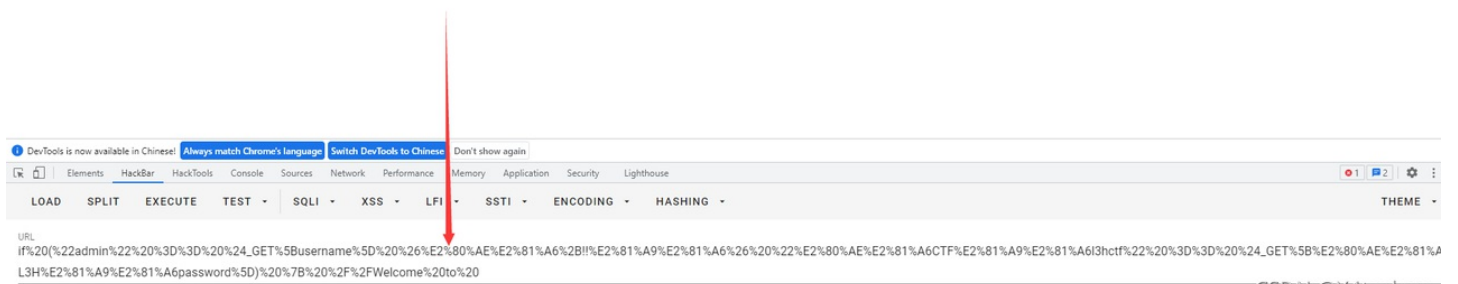 DevTools is now available in Chinese! Always match Chrome's language Switch DevTools to Chinese Don't show again
Elements HackBar HackTools Console Sources Network Performance Memory Application Security Lighthouse 1 2
LOAD SPLIT EXECUTE TEST SQLI XSS LFI SSTI ENCODING HASHING THEME
URL
if%20(%22admin%22%20%3D%3D%20%24_GET%5Busername%5D%20%26%E2%80%AE%E2%81%A6%2B!!%E2%81%A9%E2%81%A6%26%20%22%E2%80%AE%E2%81%A6CTF%E2%81%A9%E2%81%A6l3hctf%22%20%3D%3D%20%24_GET%5B%E2%80%AE%E2%81%A
L3H%E2%81%A9%E2%81%A6password%5D)%20%7B%20%2F%2FWelcome%20to%20